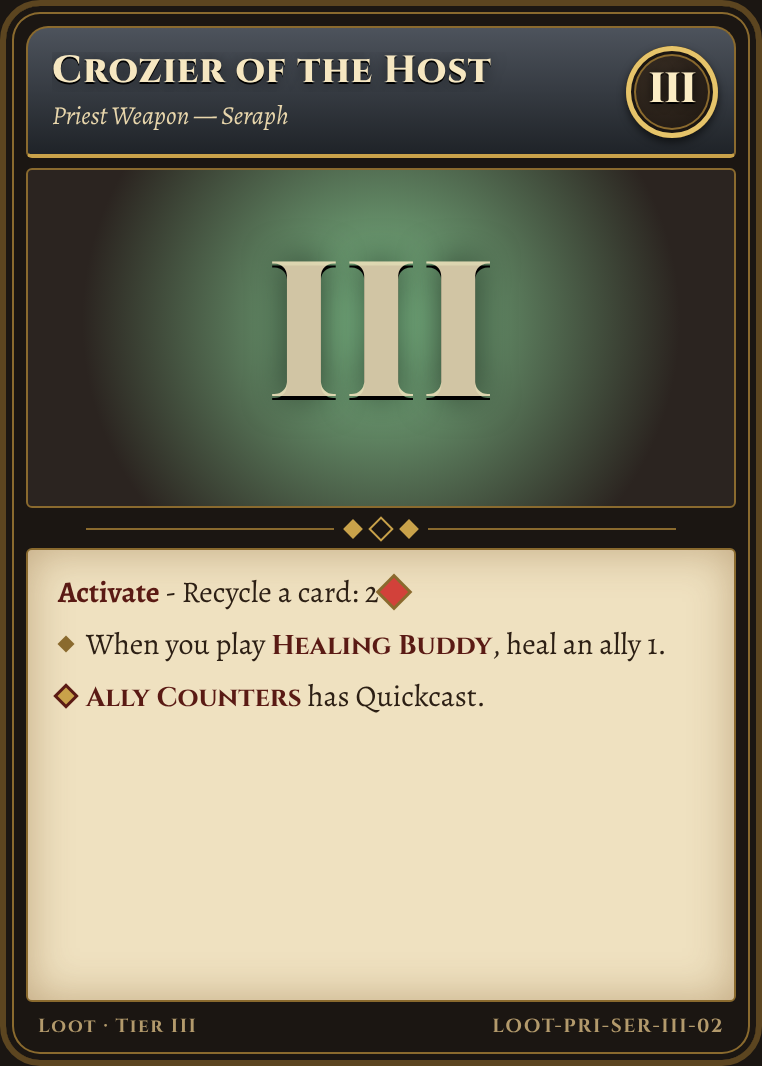 Crozier of the Host
Priest Weapon — Seraph
III
III
Activate - Recycle a card: 2
When you play Healing Buddy, heal an ally 1.
Ally Counters has Quickcast.
Loot · Tier III
LOOT-PRI-SER-III-02